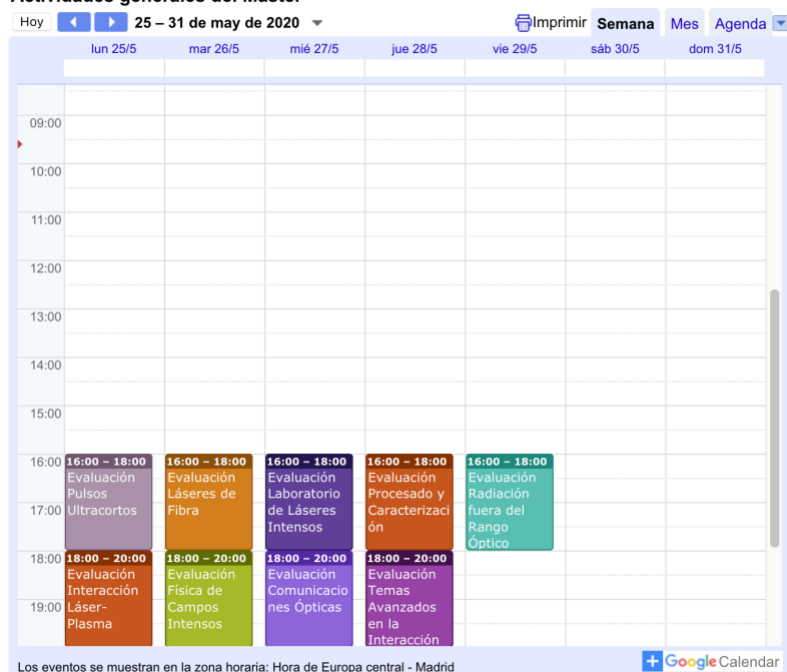 Actividades generales del Máster
Hoy 25 – 31 de may de 2020 Imprimir Semana Mes Agenda
lun 25/5 mar 26/5 mié 27/5 jue 28/5 vie 29/5 sáb 30/5 dom 31/5
09:00
10:00
11:00
12:00
13:00
14:00
15:00
16:00
17:00
18:00
19:00
16:00 – 18:00
Evaluación
Pulsos
Ultracortos
16:00 – 18:00
Evaluación
Láseres de
Fibra
16:00 – 18:00
Evaluación
Laboratorio
de Láseres
Intensos
16:00 – 18:00
Evaluación
Procesado y
Caracterizaci
ón
16:00 – 18:00
Evaluación
Radiación
fuera del
Rango
Óptico
18:00 – 20:00
Evaluación
Interacción
Láser-
Plasma
18:00 – 20:00
Evaluación
Física de
Campos
Intensos
18:00 – 20:00
Evaluación
Comunicacio
nes Ópticas
18:00 – 20:00
Evaluación
Temas
Avanzados
en la
Interacción
Los eventos se muestran en la zona horaria: Hora de Europa central - Madrid
Google Calendar